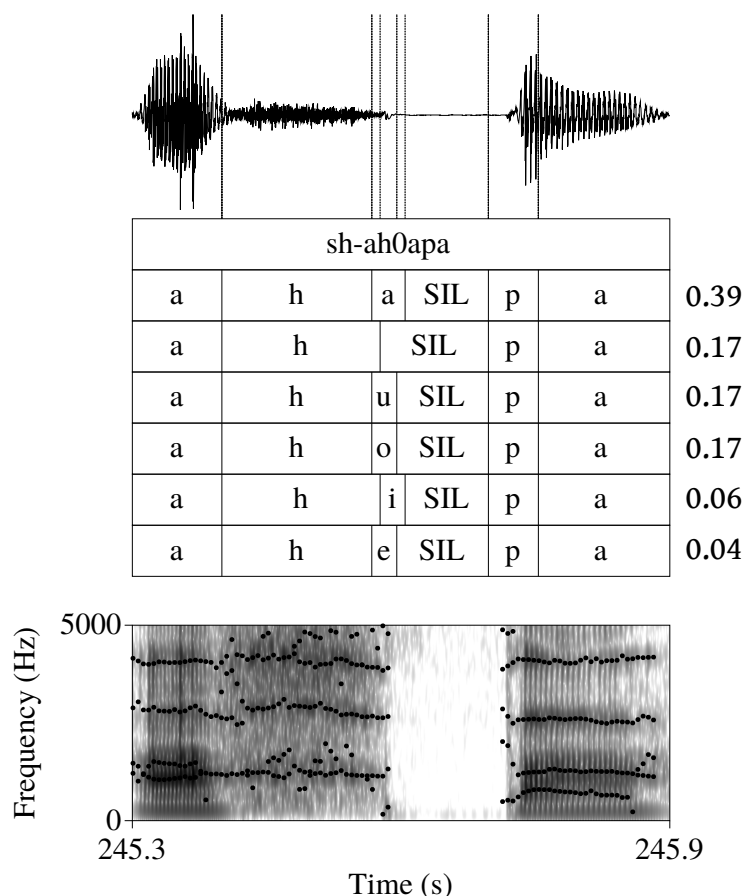 sh-ah0apa
a h a SIL p a 0.39
a h SIL p a 0.17
a h u SIL p a 0.17
a h o SIL p a 0.17
a h i SIL p a 0.06
a h e SIL p a 0.04
5000
Frequency (Hz)
0
245.3 245.9
Time (s)